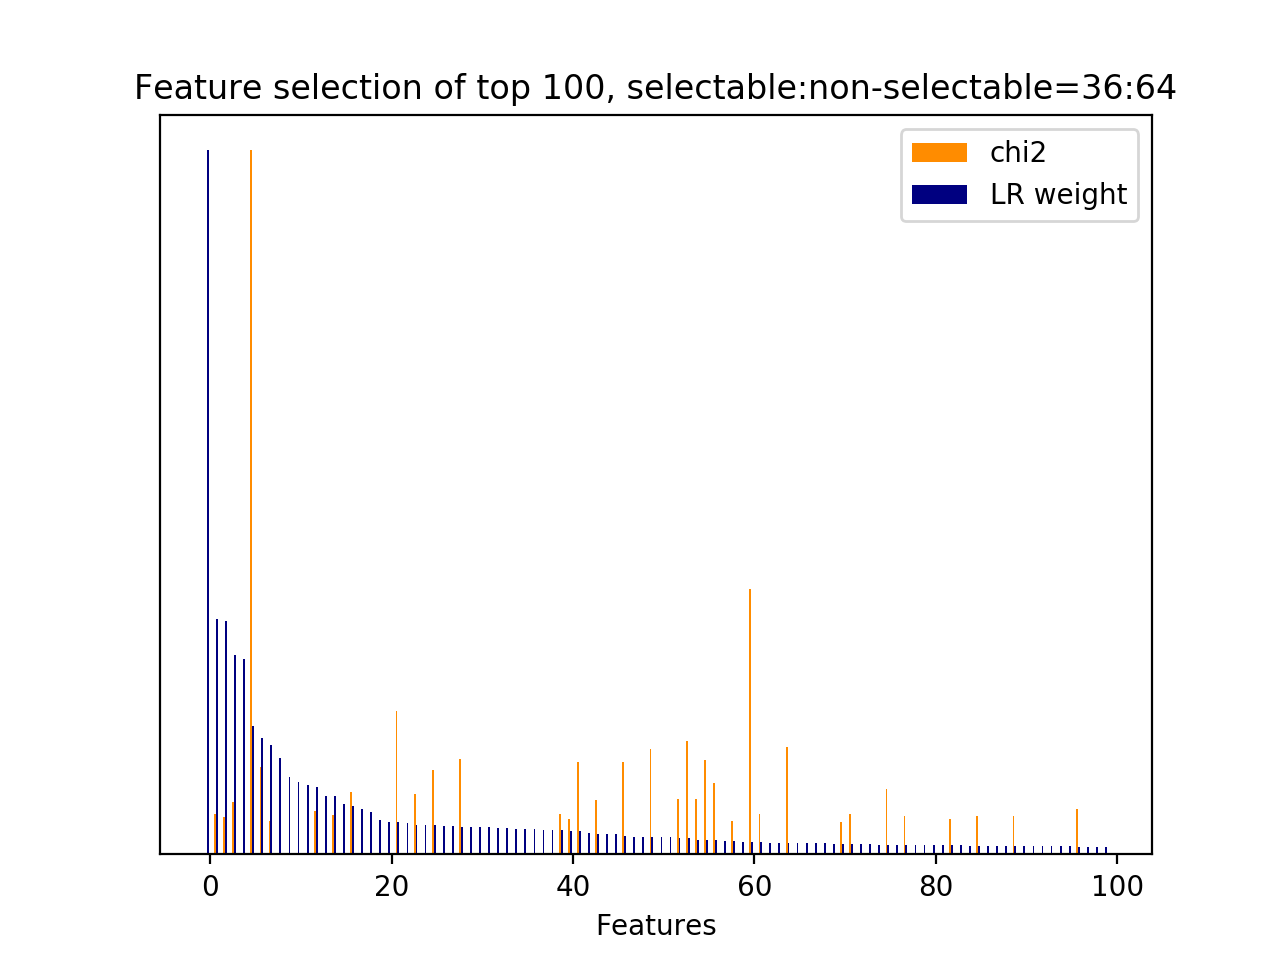 Feature selection of top 100, selectable:non-selectable=36:64
chi2
LR weight
0 20 40 60 80 100
Features